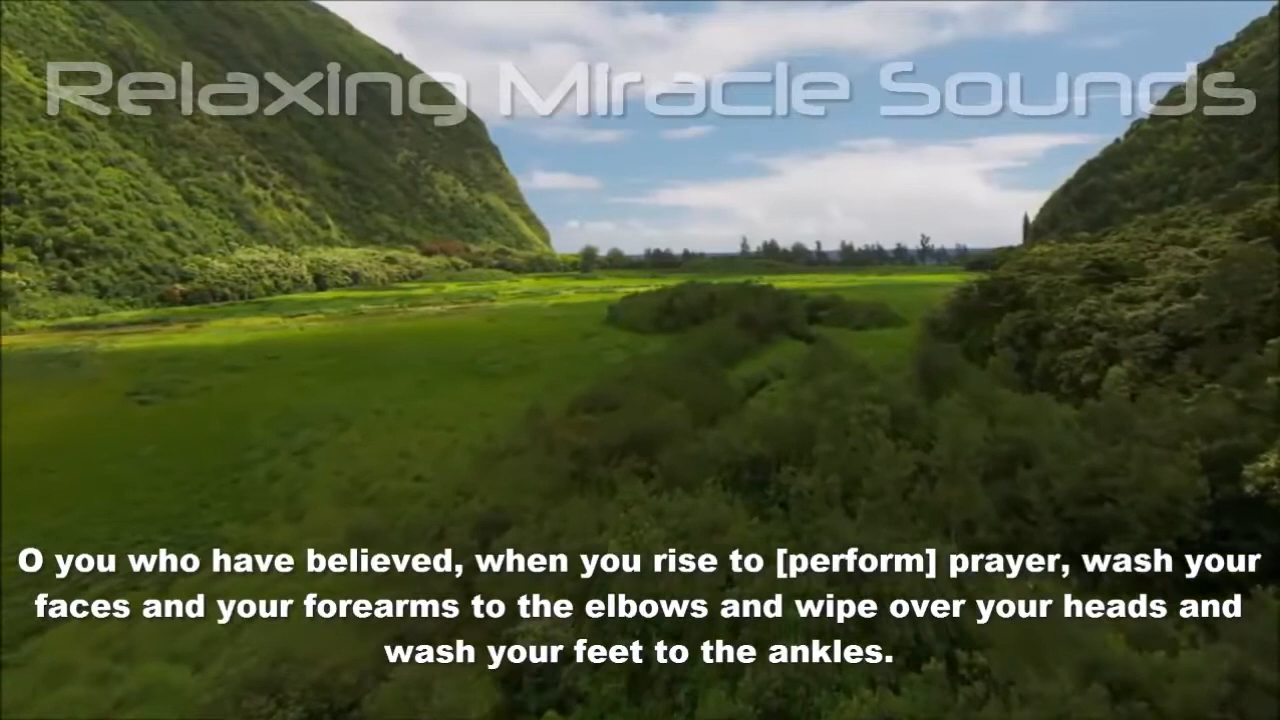 Relaxing Miracle Sounds
O you who have believed, when you rise to [perform] prayer, wash your
faces and your forearms to the elbows and wipe over your heads and
wash your feet to the ankles.